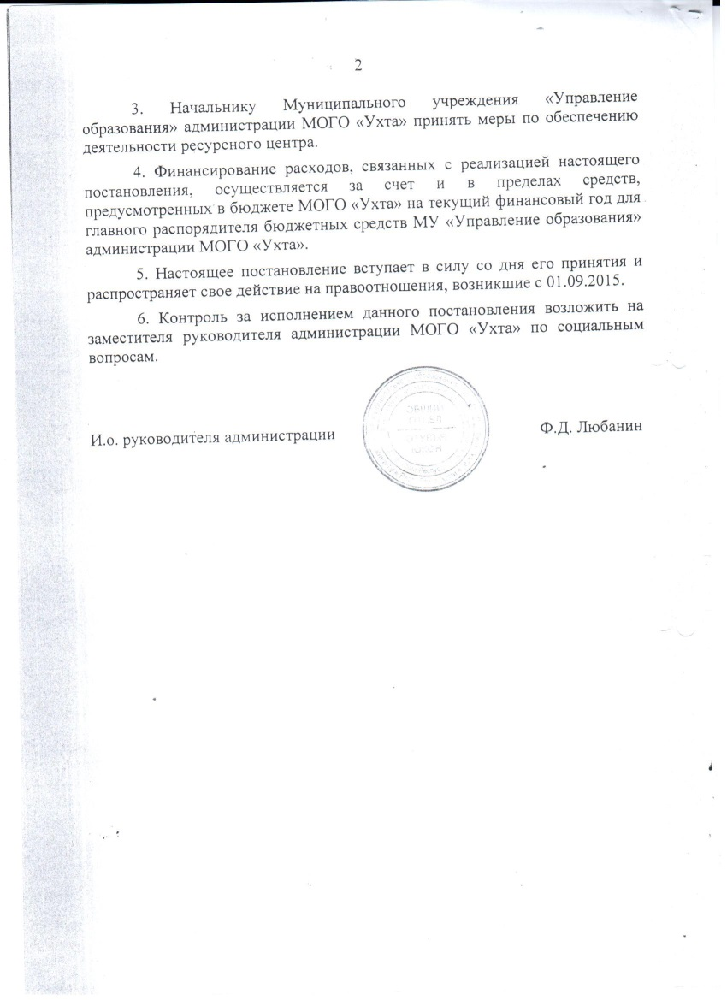 2
3. Начальнику Муниципального учреждения «Управление
образования» администрации МОГО «Ухта» принять меры по обеспечению
деятельности ресурсного центра.
4. Финансирование расходов, связанных с реализацией настоящего
постановления, осуществляется за счет и в пределах средств,
предусмотренных в бюджете МОГО «Ухта» на текущий финансовый год для
главного распорядителя бюджетных средств МУ «Управление образования»
администрации МОГО «Ухта».
5. Настоящее постановление вступает в силу со дня его принятия и
распространяет свое действие на правоотношения, возникшие с 01.09.2015.
6. Контроль за исполнением данного постановления возложить на
заместителя руководителя администрации МОГО «Ухта» по социальным
вопросам.
И.о. руководителя администрации Ф.Д. Любанин
ОБЩИЙ
ОТДЕЛ